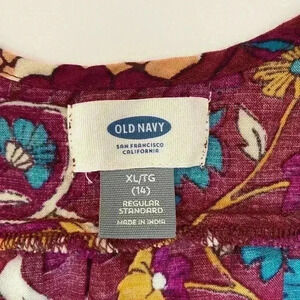 OLD NAVY
SAN FRANCISCO
CALIFORNIA
XL/TG
(14)
REGULAR
STANDARD
MADE IN INDIA